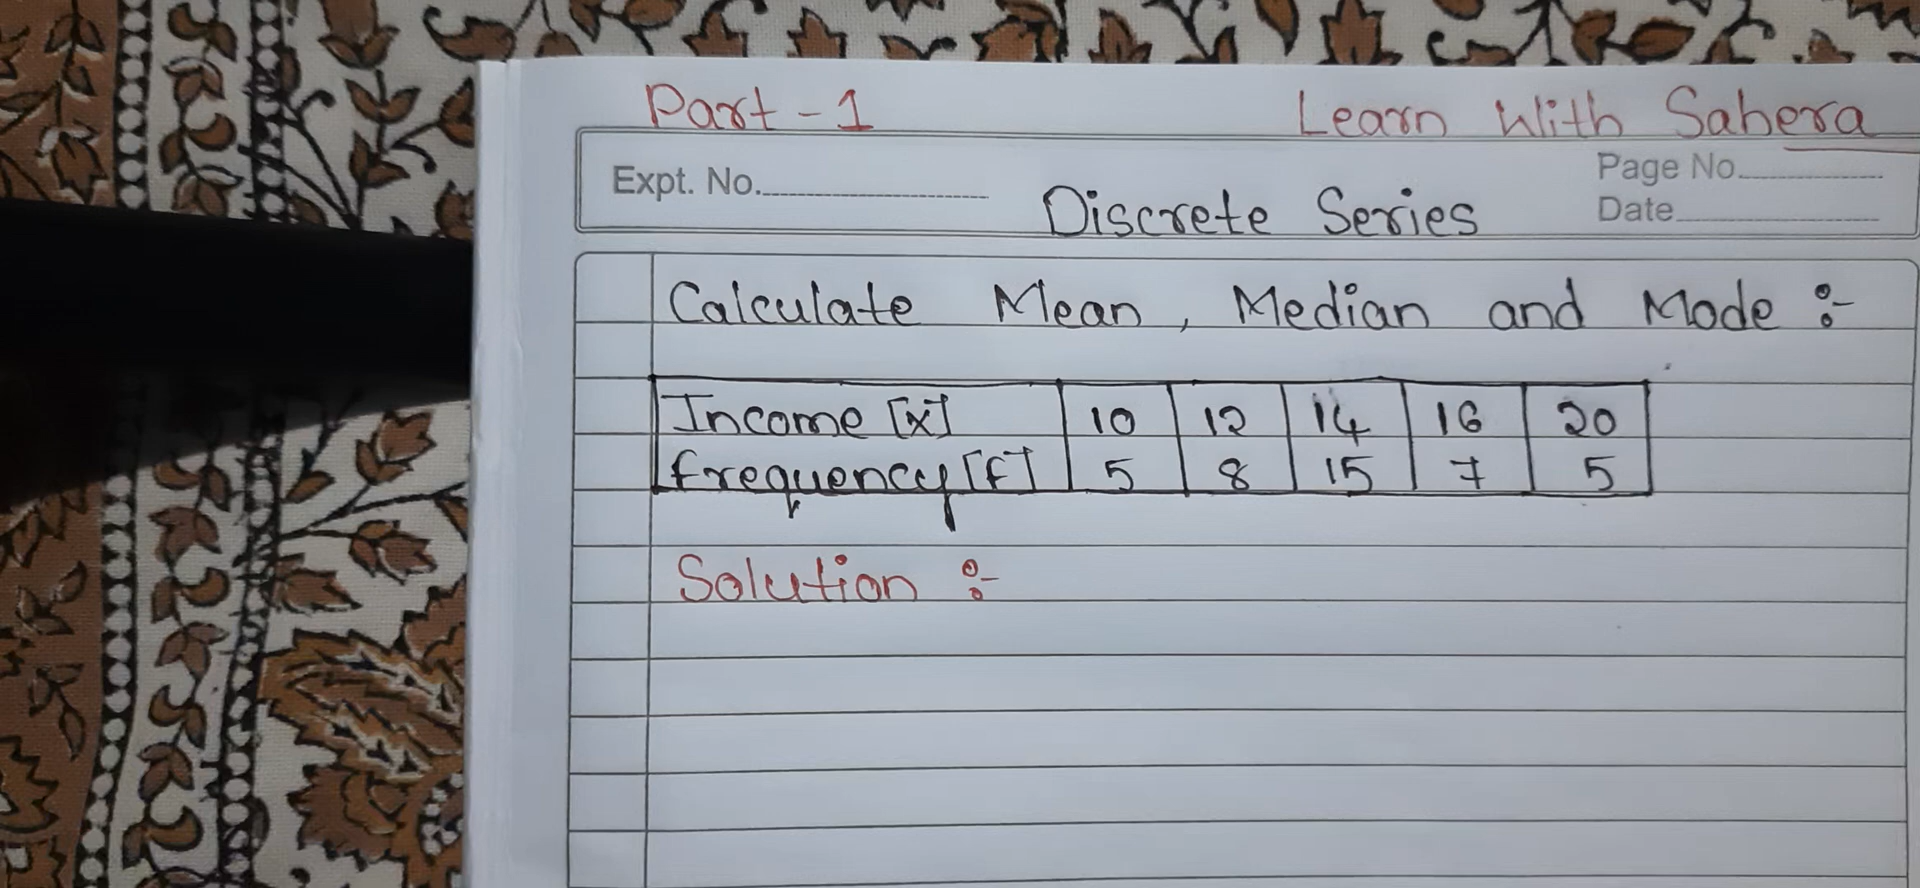 Part - 1 Learn With Sahera
Expt. No. Page No.
Discrete Series Date
Calculate Mean, Median and Mode :-
Income [x] 10 12 14 16 20
frequency [f] 5 8 15 7 5
Solution :-